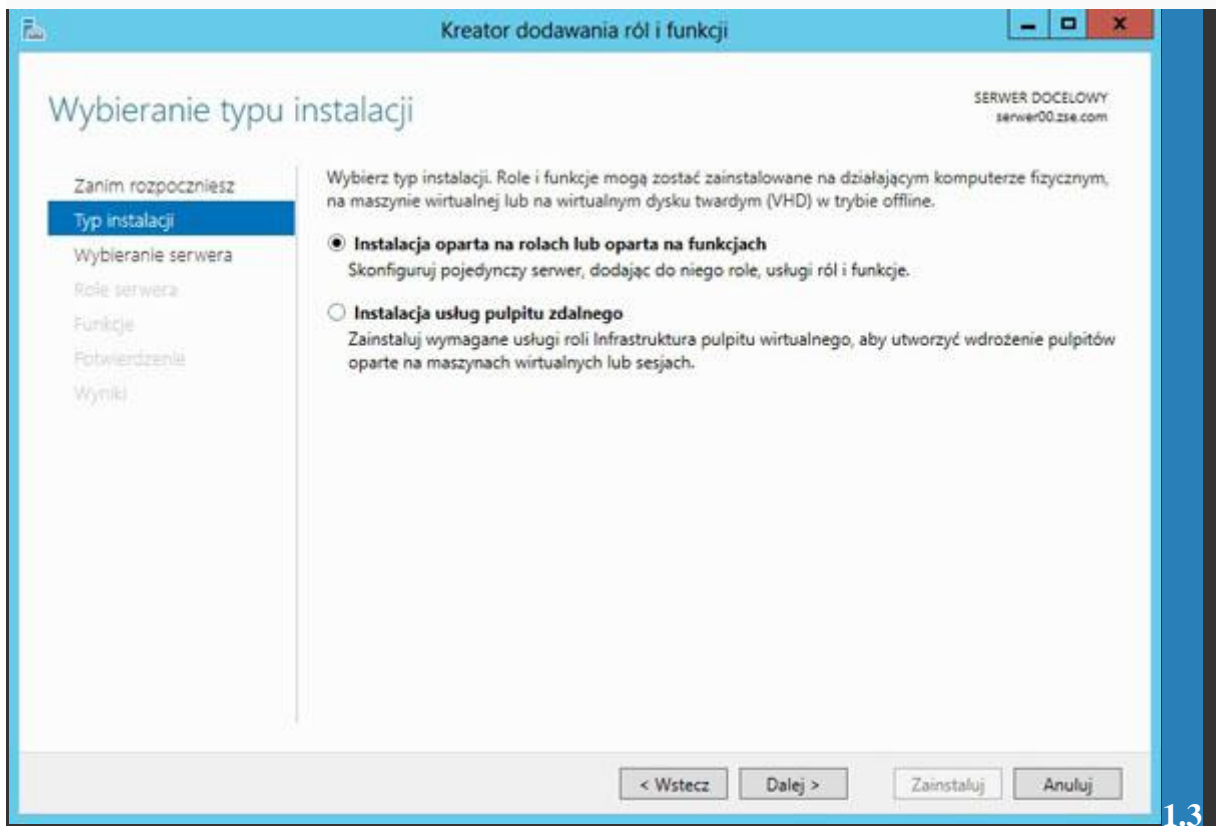 Kreator dodawania ról i funkcji
Wybieranie typu instalacji
SERWER DOCELOWY
serwer00.zse.com
Zanim rozpoczniesz
Typ instalacji
Wybieranie serwera
Role serwera
Funkcje
Potwierdzenie
Wyniki
Wybierz typ instalacji. Role i funkcje mogą zostać zainstalowane na działającym komputerze fizycznym,
na maszynie wirtualnej lub na wirtualnym dysku twardym (VHD) w trybie offline.
Instalacja oparta na rolach lub oparta na funkcjach
Skonfiguruj pojedynczy serwer, dodając do niego role, usługi ról i funkcje.
Instalacja usług pulpitu zdalnego
Zainstaluj wymagane usługi roli Infrastruktura pulpitu wirtualnego, aby utworzyć wdrożenie pulpitów
oparte na maszynach wirtualnych lub sesjach.
< Wstecz
Dalej >
Zainstaluj
Anuluj
1.3